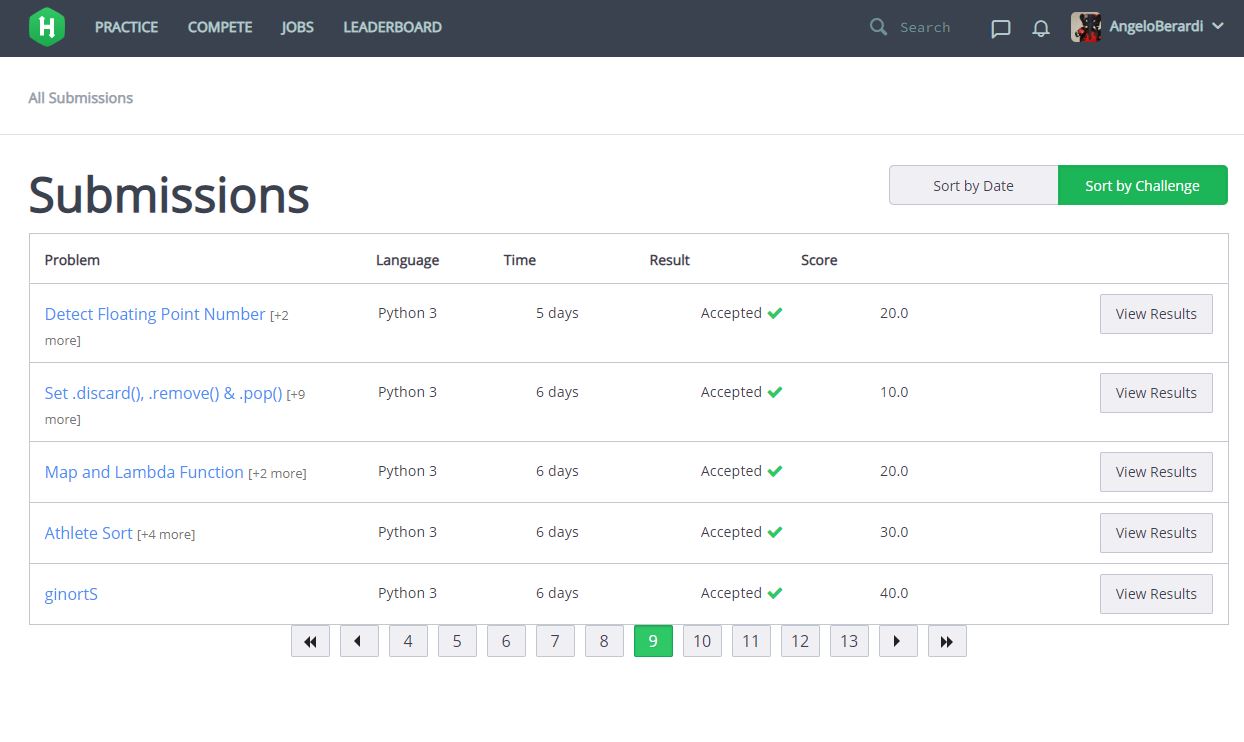 H PRACTICE COMPETE JOBS LEADERBOARD Search AngeloBerardi
All Submissions
Submissions
Sort by Date Sort by Challenge
Problem Language Time Result Score
Detect Floating Point Number [+2 more] Python 3 5 days Accepted 20.0 View Results
Set .discard(), .remove() & .pop() [+9 more] Python 3 6 days Accepted 10.0 View Results
Map and Lambda Function [+2 more] Python 3 6 days Accepted 20.0 View Results
Athlete Sort [+4 more] Python 3 6 days Accepted 30.0 View Results
ginortS Python 3 6 days Accepted 40.0 View Results
4 5 6 7 8 9 10 11 12 13